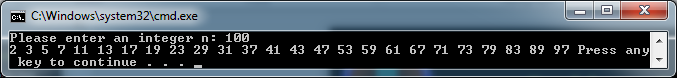 C:\Windows\system32\cmd.exe
Please enter an integer n: 100
2 3 5 7 11 13 17 19 23 29 31 37 41 43 47 53 59 61 67 71 73 79 83 89 97 Press any
 key to continue . . .